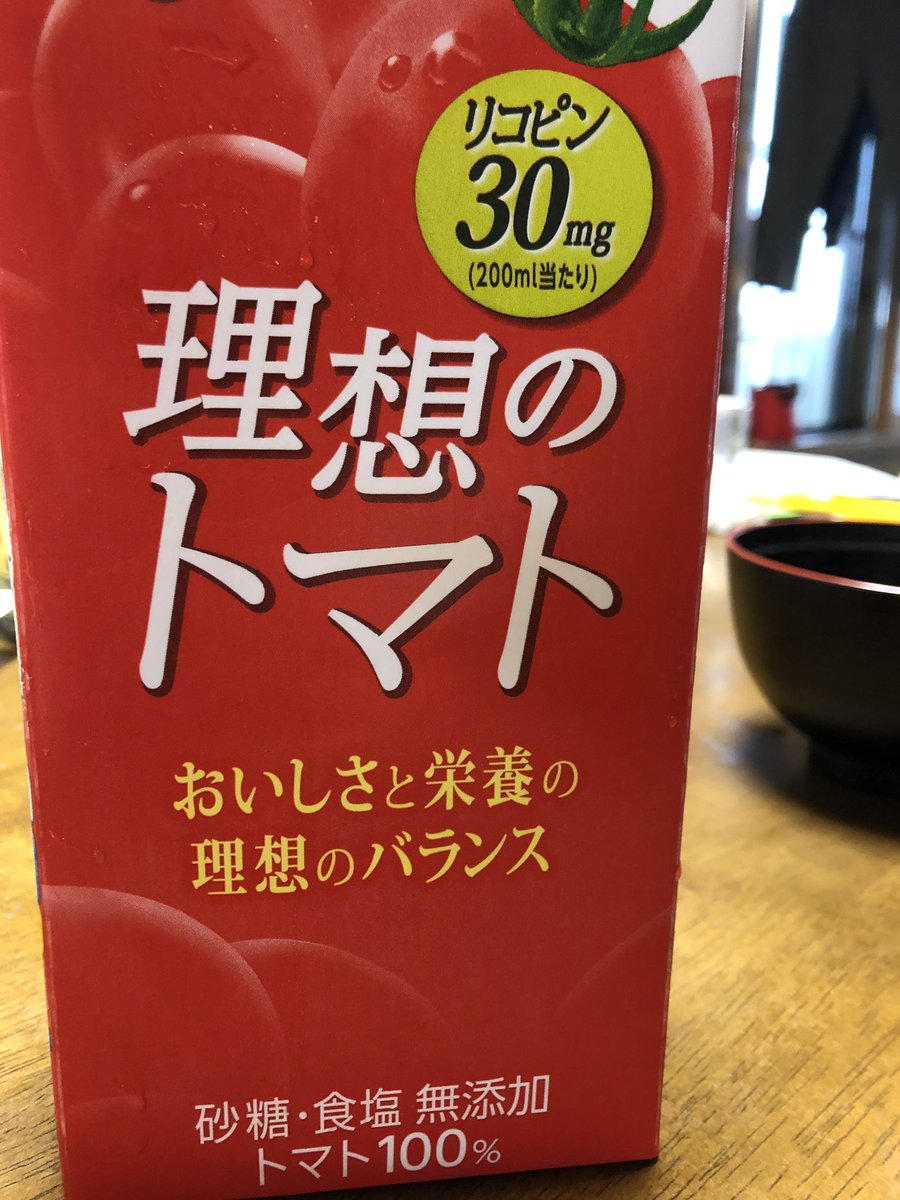 リコピン
30mg
(200ml当たり)
理想の
トマト
おいしさと栄養の
理想のバランス
砂糖・食塩 無添加
トマト100%